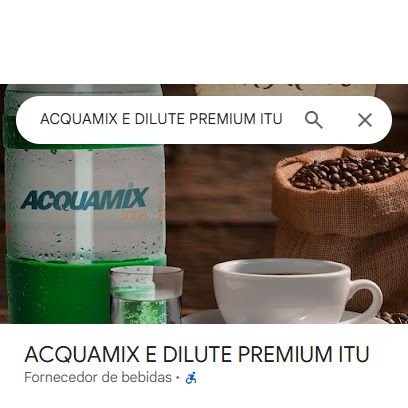 ACQUAMIX E DILUTE PREMIUM ITU
ACQUAMIX
SODA
ACQUAMIX E DILUTE PREMIUM ITU
Fornecedor de bebidas •